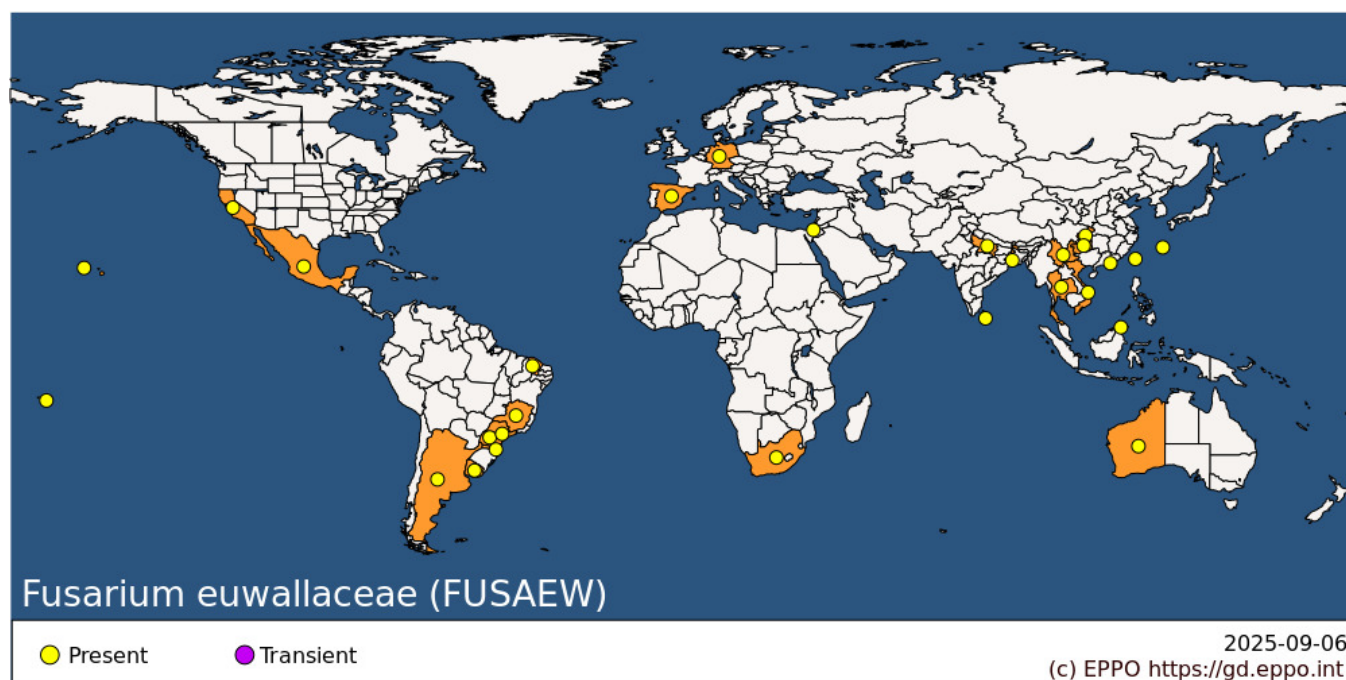 Fusarium euwallaceae (FUSAEW)
Present
Transient
2025-09-06
(c) EPPO https://gd.eppo.int